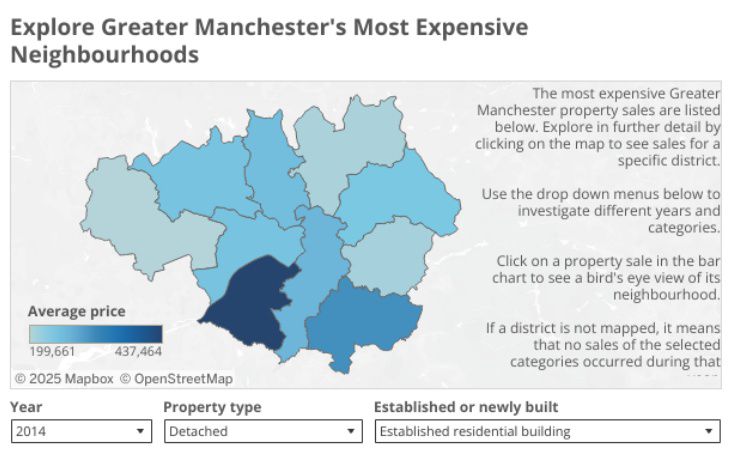 Explore Greater Manchester's Most Expensive
Neighbourhoods
The most expensive Greater
Manchester property sales are listed
below. Explore in further detail by
clicking on the map to see sales for a
specific district.
Use the drop down menus below to
investigate different years and
categories.
Click on a property sale in the bar
chart to see a bird's eye view of its
neighbourhood.
If a district is not mapped, it means
that no sales of the selected
categories occurred during that
Average price
199,661 437,464
© 2025 Mapbox © OpenStreetMap
Year Property type Established or newly built
2014 Detached Established residential building